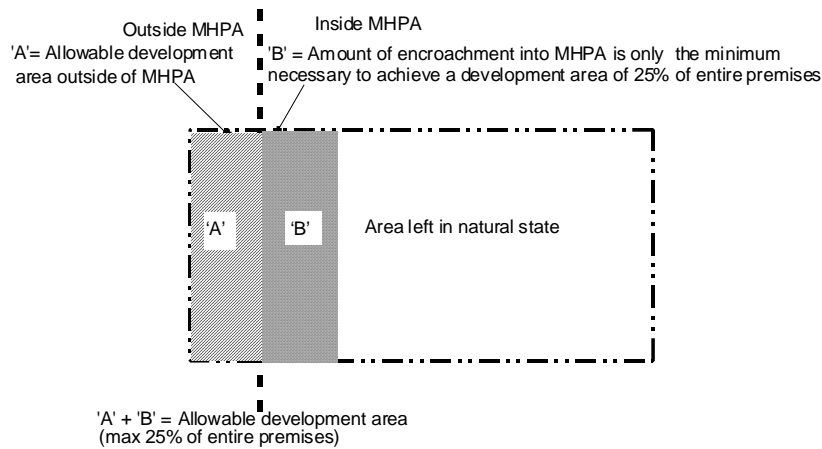 Outside MHPA
Inside MHPA
'A'= Allowable development
area outside of MHPA
'B' = Amount of encroachment into MHPA is only the minimum
necessary to achieve a development area of 25% of entire premises
'A'
'B'
Area left in natural state
'A' + 'B' = Allowable development area
(max 25% of entire premises)